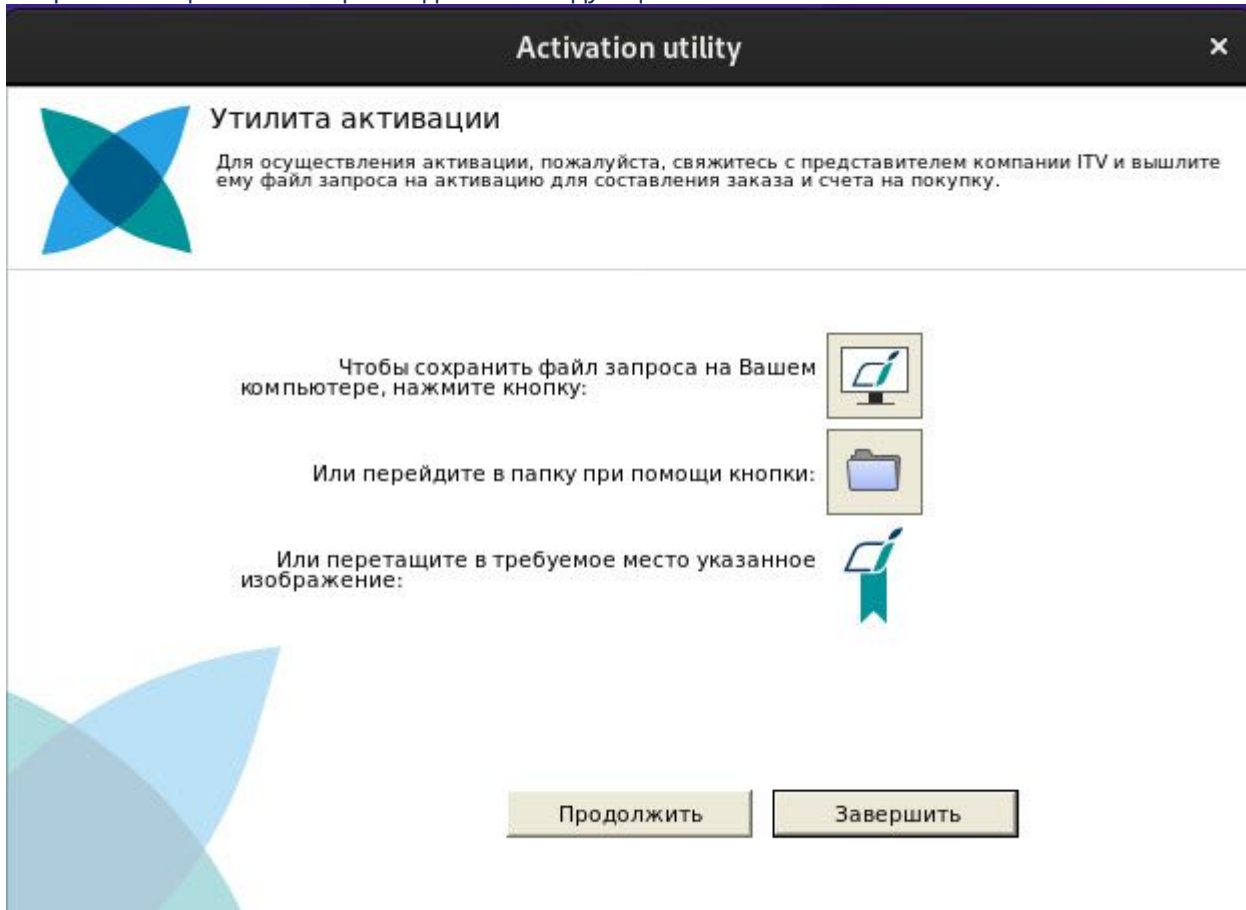 Activation utility
Утилита активации
Для осуществления активации, пожалуйста, свяжитесь с представителем компании ITV и вышлите
ему файл запроса на активацию для составления заказа и счета на покупку.
Чтобы сохранить файл запроса на Вашем
компьютере, нажмите кнопку:
Или перейдите в папку при помощи кнопки:
Или перетащите в требуемое место указанное
изображение:
Продолжить
Завершить